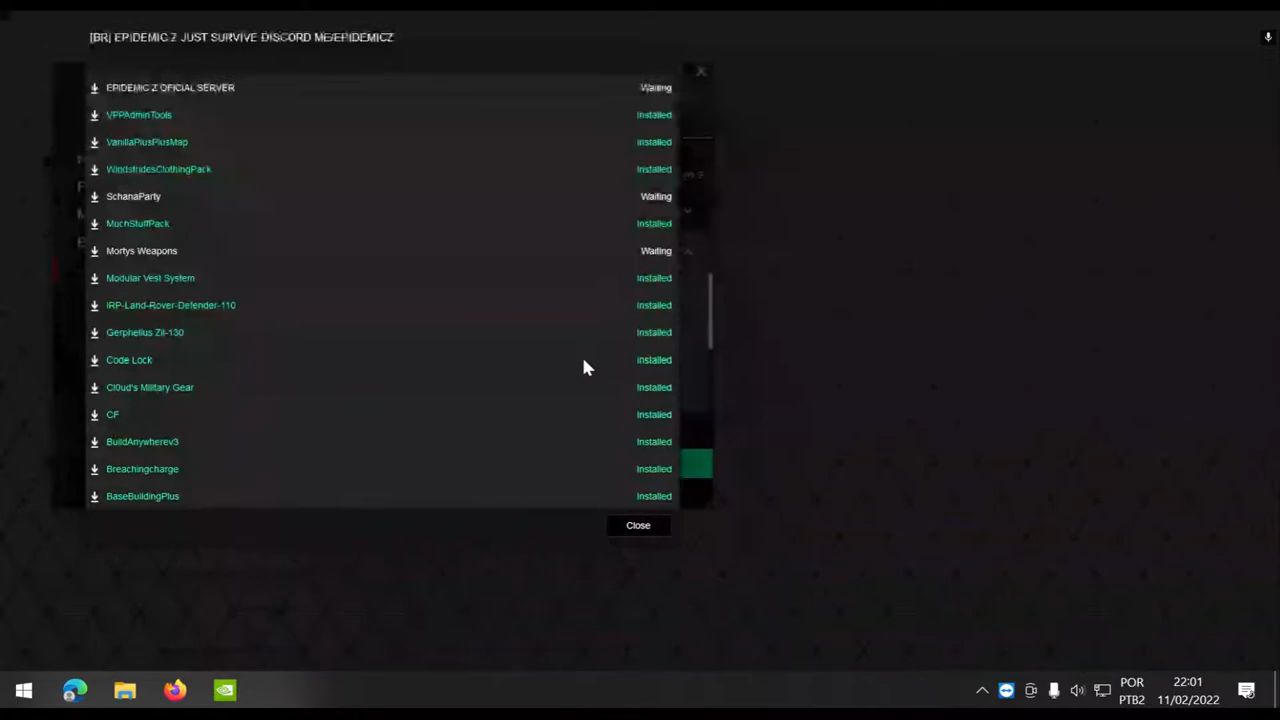 [BR] EPIDEMIC Z JUST SURVIVE DISCORD ME/EPIDEMICZ
X
EPIDEMIC Z OFICIAL SERVER Waiting
VPPAdminTools Installed
VanillaPlusPlusMap Installed
WindstridesClothingPack Installed
SchanaParty Waiting
MuchStuffPack Installed
Mortys Weapons Waiting
Modular Vest System Installed
IRP-Land-Rover-Defender-110 Installed
Gerphelius Zil-130 Installed
Code Lock Installed
Cl0ud's Military Gear Installed
CF Installed
BuildAnywherev3 Installed
Breachingcharge Installed
BaseBuildingPlus Installed
Close
POR 22:01
PTB2 11/02/2022